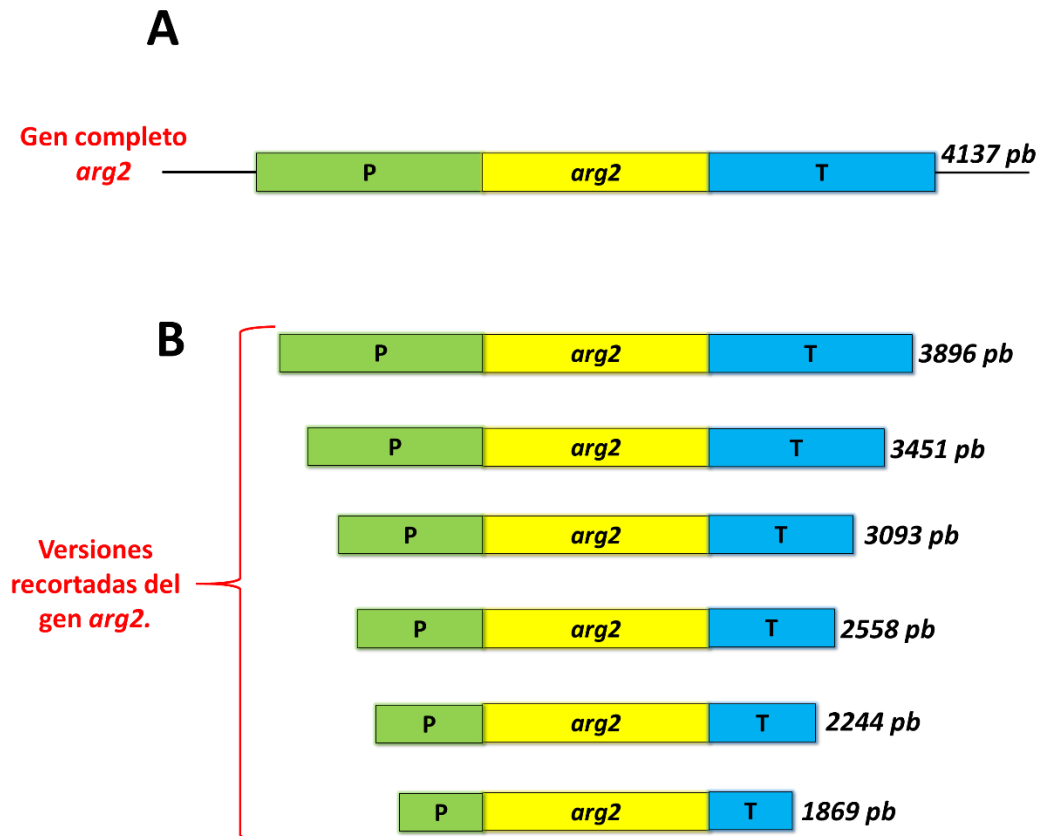 A
Gen completo
arg2
P
arg2
T
4137 pb
B
Versiones
recortadas del
gen arg2.
P
arg2
T
3896 pb
P
arg2
T
3451 pb
P
arg2
T
3093 pb
P
arg2
T
2558 pb
P
arg2
T
2244 pb
P
arg2
T
1869 pb